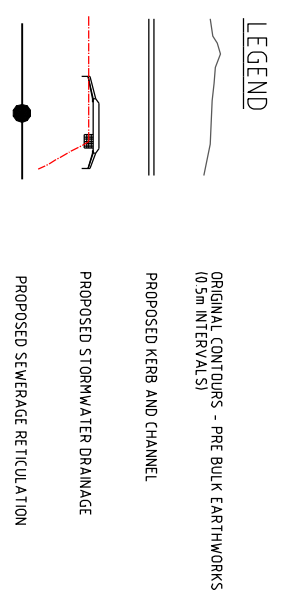 LEGEND
ORIGINAL CONTOURS - PRE BULK EARTHWORKS
(0.5m INTERVALS)
PROPOSED KERB AND CHANNEL
PROPOSED STORMWATER DRAINAGE
PROPOSED SEWERAGE RETICULATION